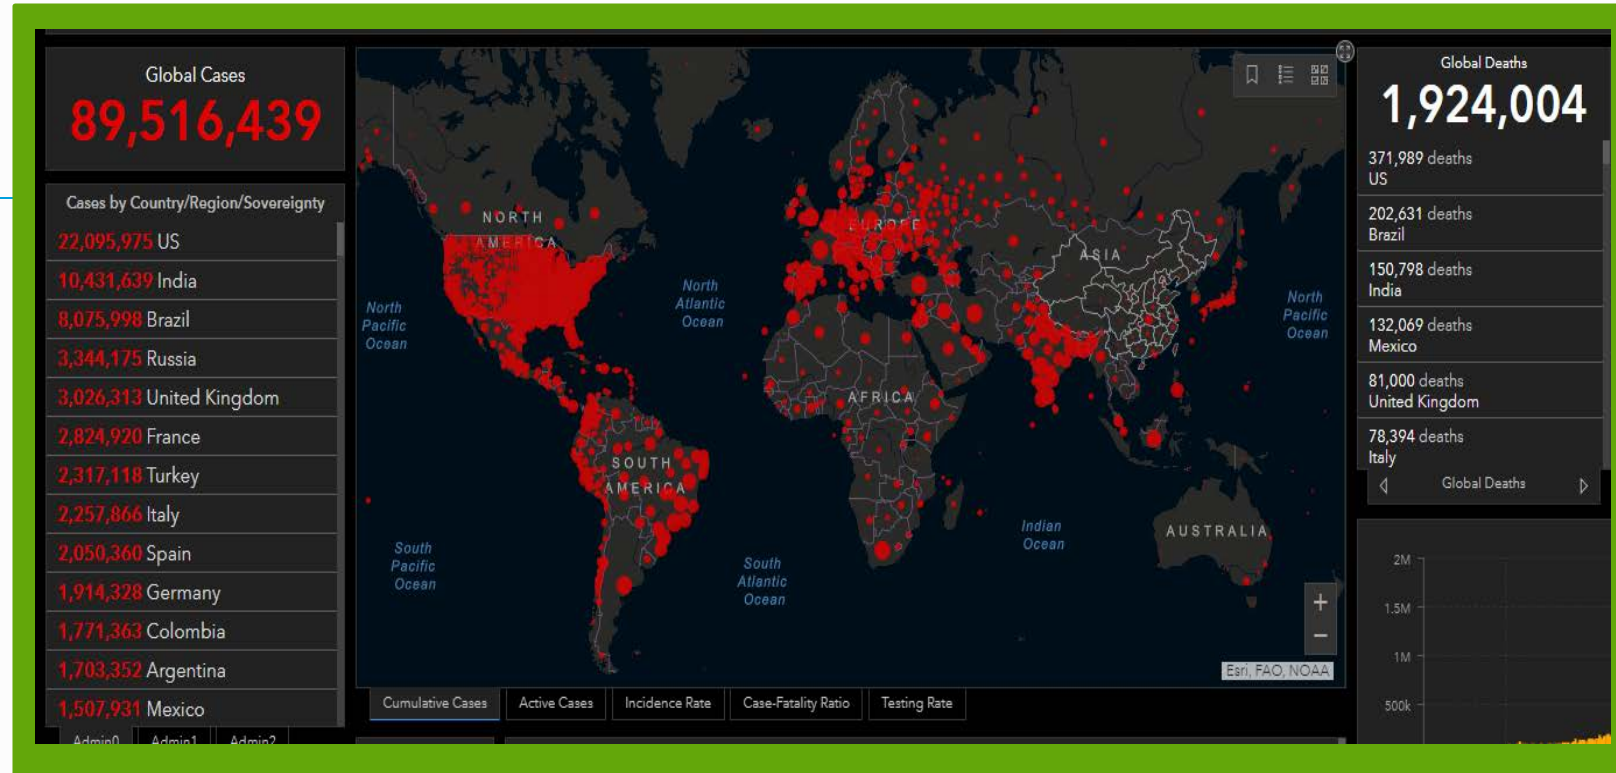 Global Cases
89,516,439
Cases by Country/Region/Sovereignty
22,095,975 US
10,431,639 India
8,075,998 Brazil
3,344,175 Russia
3,026,313 United Kingdom
2,824,920 France
2,317,118 Turkey
2,257,866 Italy
2,050,360 Spain
1,914,328 Germany
1,771,363 Colombia
1,703,352 Argentina
1,507,931 Mexico
Admin0 Admin1 Admin2
NORTH
AMERICA
EUROPE
ASIA
North
Pacific
Ocean
North
Atlantic
Ocean
North
Pacific
Ocean
AFRICA
SOUTH
AMERICA
AUSTRALIA
Indian
Ocean
South
Pacific
Ocean
South
Atlantic
Ocean
+
−
Esri, FAO, NOAA
Cumulative Cases
Active Cases
Incidence Rate
Case-Fatality Ratio
Testing Rate
Global Deaths
1,924,004
371,989 deaths
US
202,631 deaths
Brazil
150,798 deaths
India
132,069 deaths
Mexico
81,000 deaths
United Kingdom
78,394 deaths
Italy
Global Deaths
2M
1.5M
1M
500k